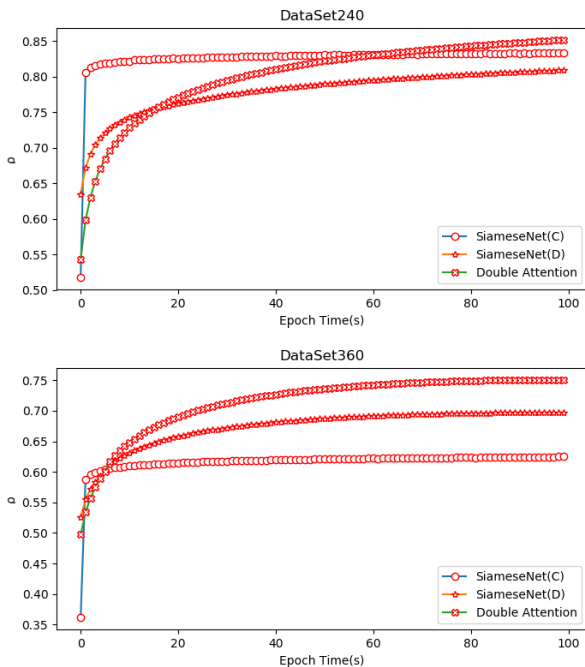 DataSet240
0.85
0.80
0.75
0.70
ρ
0.65
0.60
0.55
0.50
SiameseNet(C)
SiameseNet(D)
Double Attention
0 20 40 60 80 100
Epoch Time(s)
DataSet360
0.75
0.70
0.65
0.60
ρ
0.55
0.50
0.45
0.40
0.35
SiameseNet(C)
SiameseNet(D)
Double Attention
0 20 40 60 80 100
Epoch Time(s)